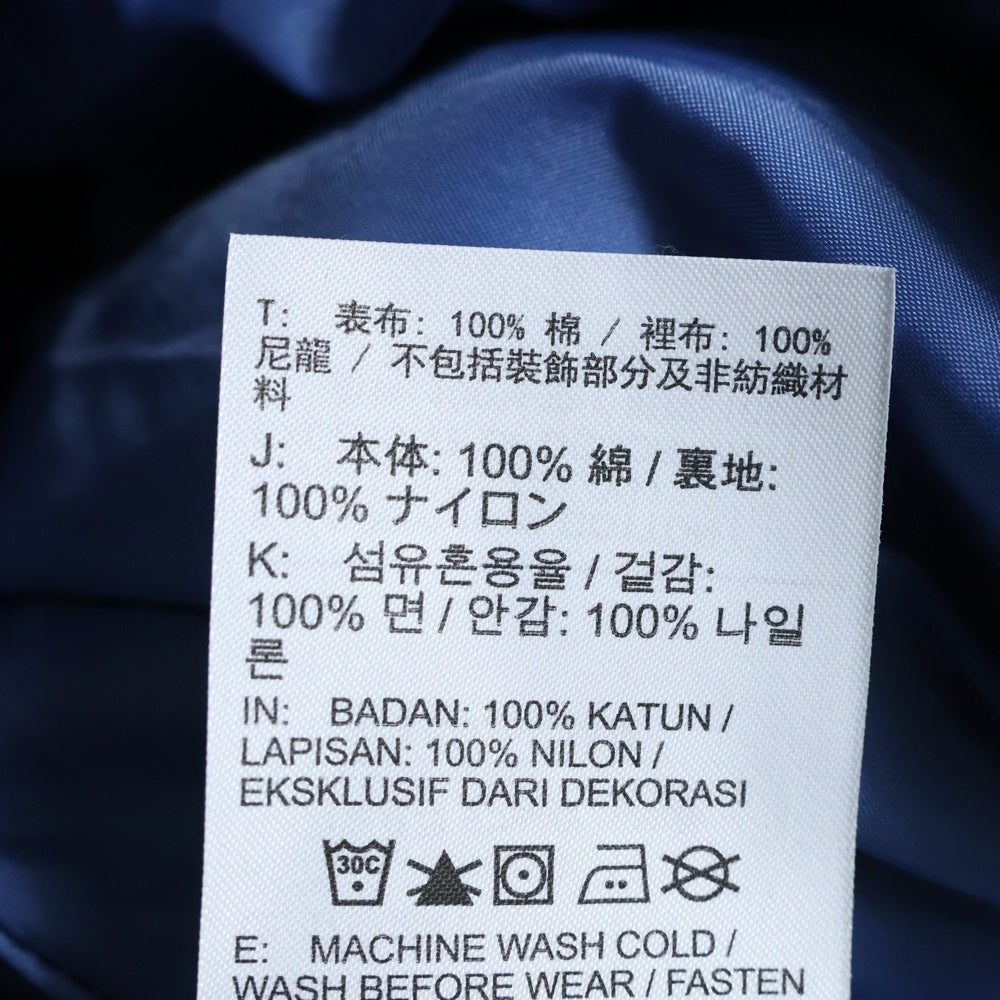 T: 表布: 100% 棉 / 裡布: 100%
尼龍 / 不包括裝飾部分及非紡織材
料
J: 本体: 100% 綿 / 裏地:
100% ナイロン
K: 섬유혼용율 / 겉감:
100% 면 / 안감: 100% 나일
론
IN: BADAN: 100% KATUN /
LAPISAN: 100% NILON /
EKSKLUSIF DARI DEKORASI
30C
E: MACHINE WASH COLD /
WASH BEFORE WEAR / FASTEN